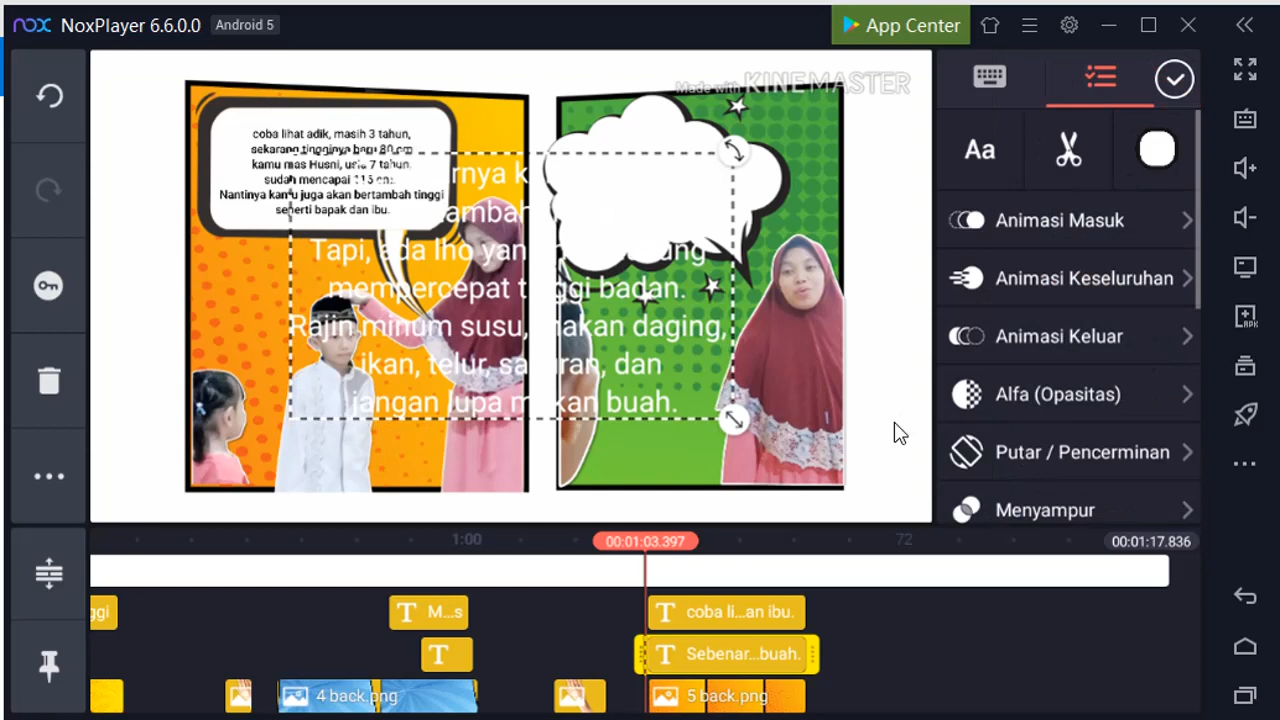 nox NoxPlayer 6.6.0.0 Android 5
App Center
Made with KINEMASTER
coba lihat adik, masih 3 tahun,
sekarang tingginya baru 80 cm
kamu mas Husni, usia 7 tahun
sudah mencapai 115 cm
Nantinya kamu juga akan bertambah tinggi
seperti bapak dan ibu.
Tapi, ada lho yang
mempercepat tinggi badan.
Rajin minum susu, makan daging,
ikan, telur, sayuran, dan
jangan lupa makan buah.
Aa
Animasi Masuk
Animasi Keseluruhan
Animasi Keluar
Alfa (Opasitas)
Putar / Pencerminan
Menyampur
1:00
00:01:03.397
72
00:01:17.836
ggi
T M...s
T coba li...an ibu.
T
T Sebenar...buah.
4 back.png
5 back.png
APK